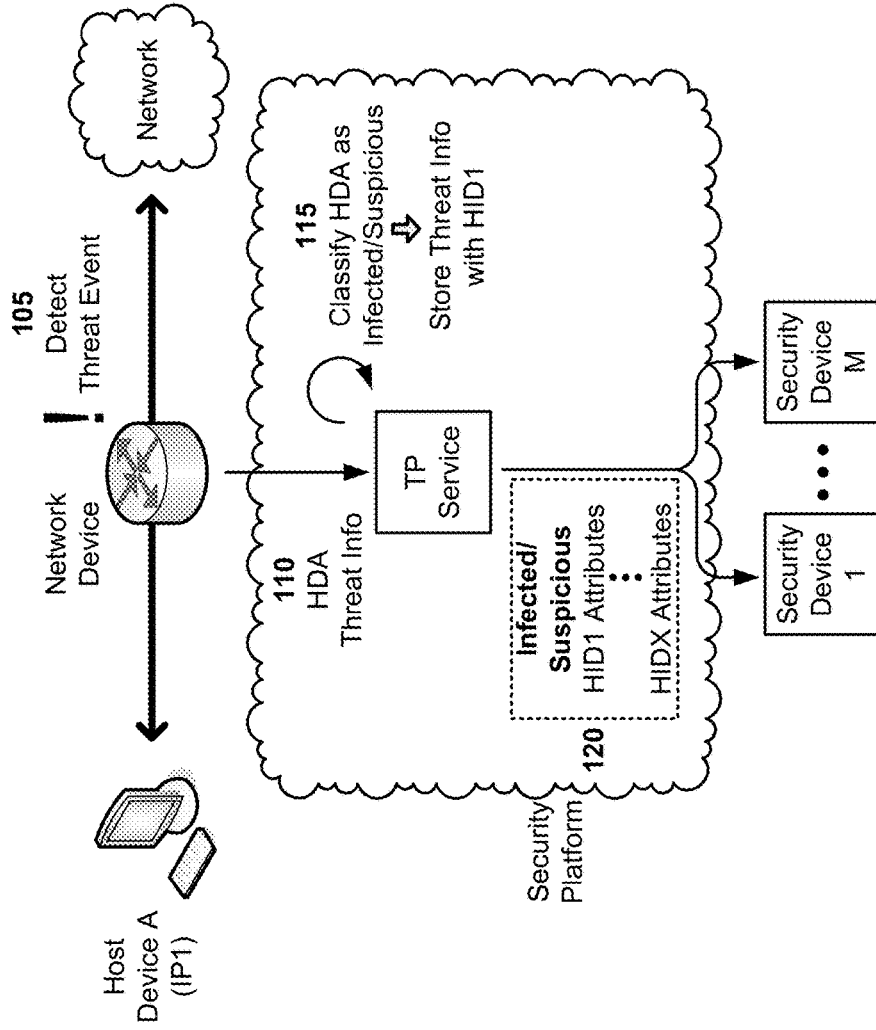 Host
Device A
(IP1)
Network
Device
105
Detect
Threat Event
Network
110
HDA
Threat Info
115
Classify HDA as
Infected/Suspicious
Store Threat Info
with HID1
TP
Service
Security
Platform
120
Infected/
Suspicious
HID1 Attributes
HIDX Attributes
Security
Device
1
Security
Device
M